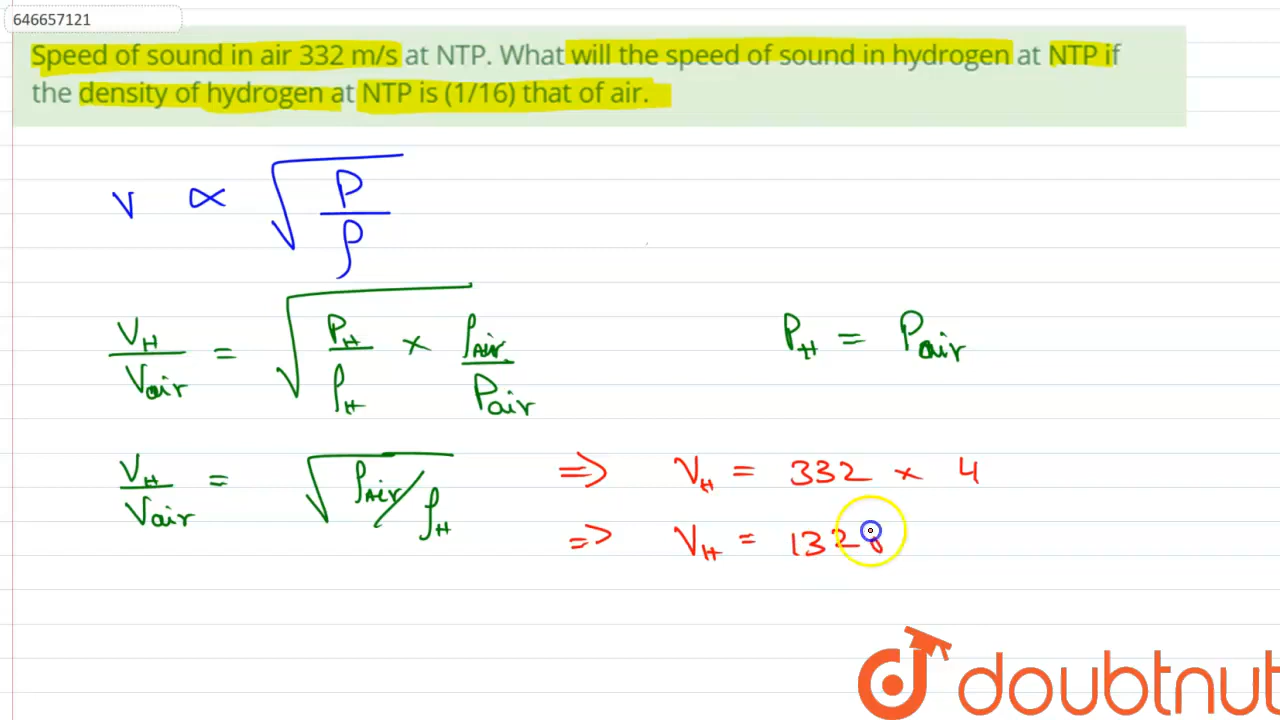 646657121
Speed of sound in air 332 m/s at NTP. What will the speed of sound in hydrogen at NTP if
the density of hydrogen at NTP is (1/16) that of air.
V ∝ √(P/ρ)
V_H/V_air = √(P_H/ρ_H × ρ_Air/P_air)
P_H = P_air
V_H/V_air = √(ρ_Air/ρ_H)
=> V_H = 332 × 4
=> V_H = 1328
doubtnut